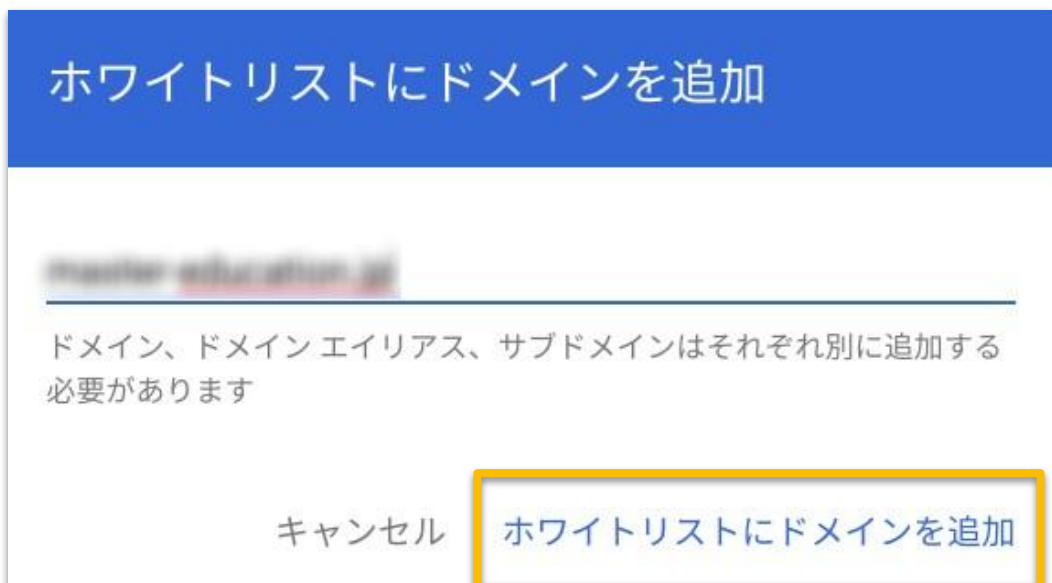 ホワイトリストにドメインを追加
ドメイン、ドメイン エイリアス、サブドメインはそれぞれ別に追加する
必要があります
キャンセル ホワイトリストにドメインを追加